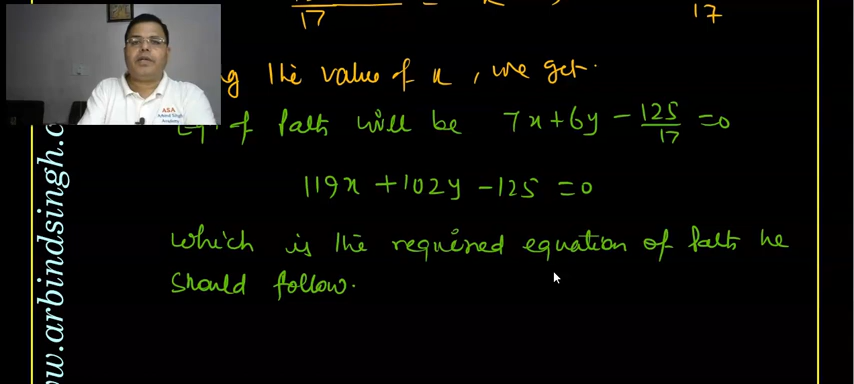 17
17
the value of x, we get.
of path will be 7x+6y - 125/17 =0
119x +102y -125 =0
which is the required equation of path he
should follow.
ASA
www.arbindsingh.c